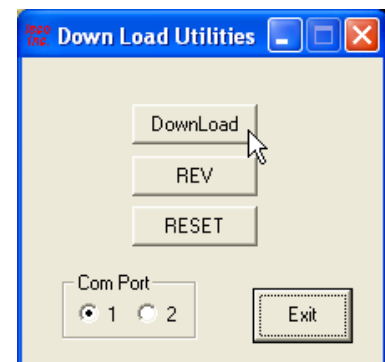 Down Load Utilities
DownLoad
REV
RESET
Com Port
1 2
Exit